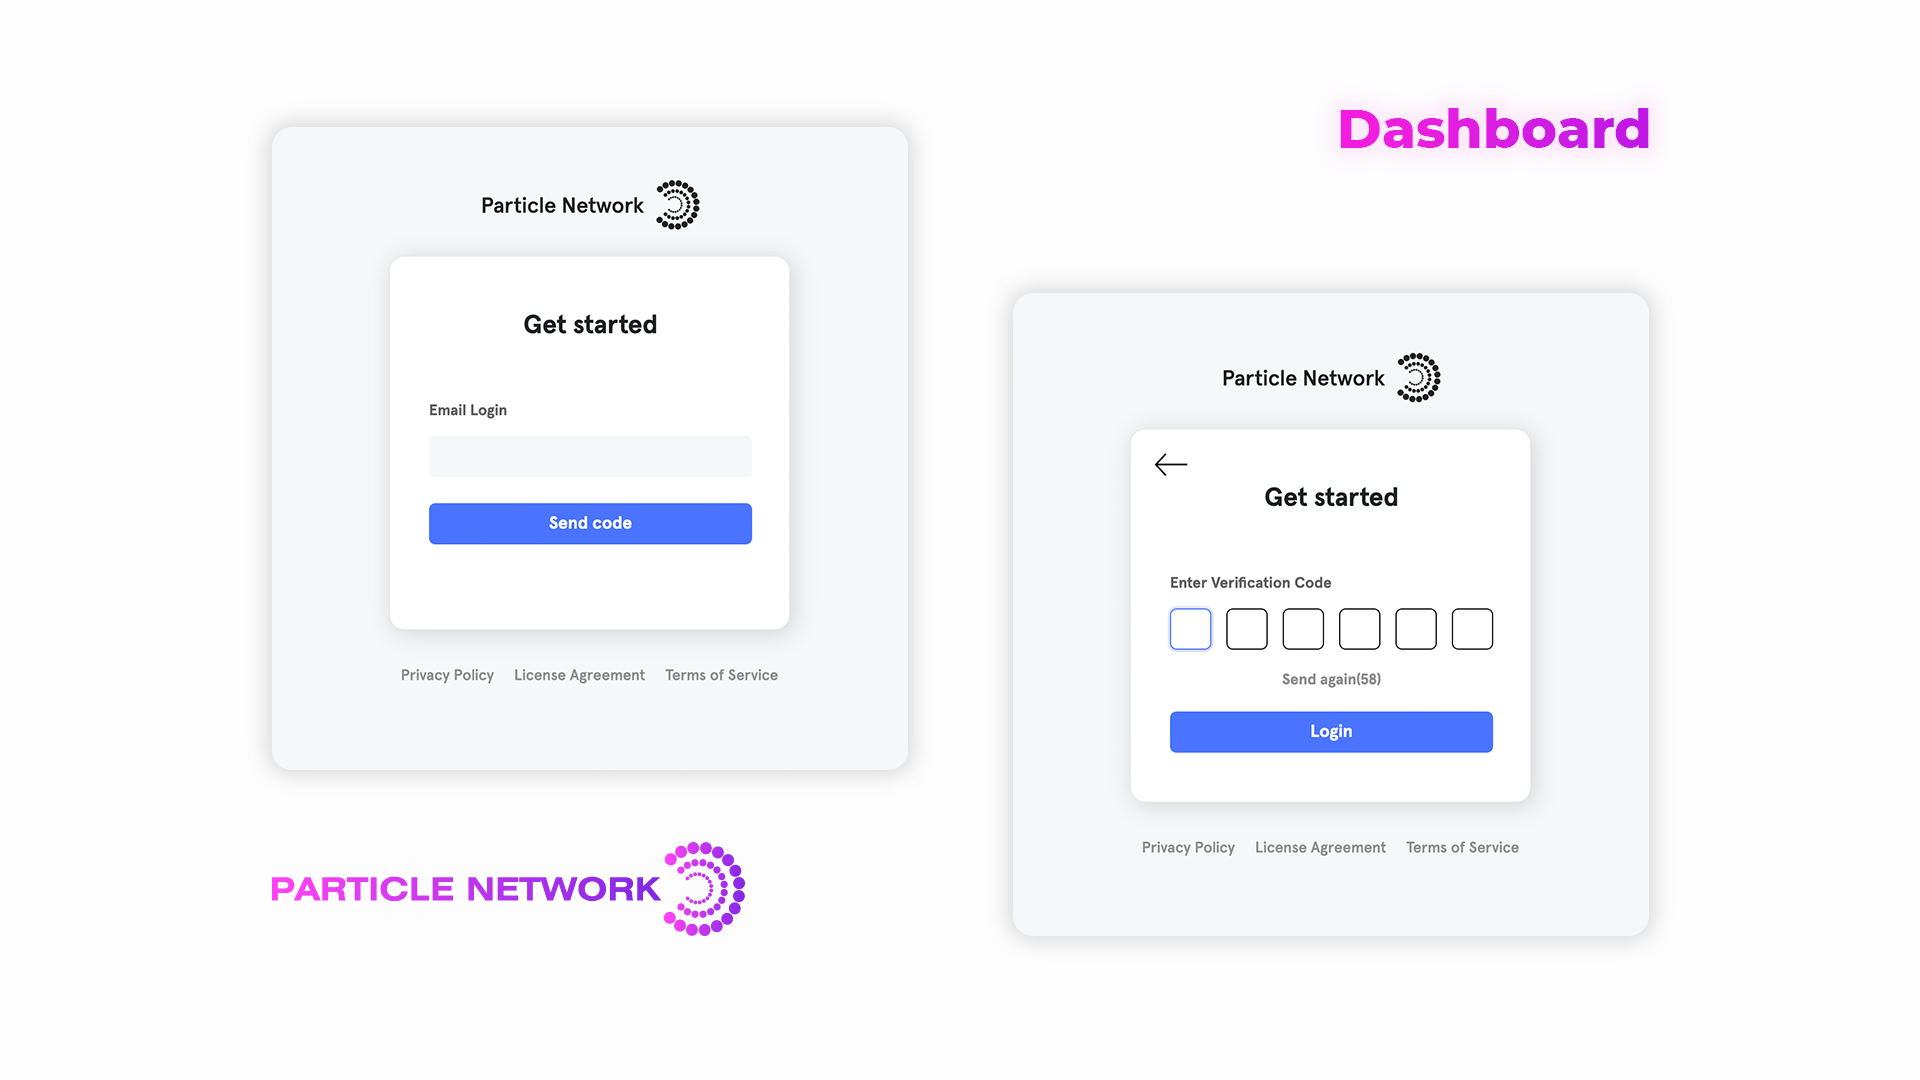 Dashboard
Particle Network
Get started
Email Login
Send code
Privacy Policy License Agreement Terms of Service
Particle Network
Get started
Enter Verification Code
Send again(58)
Login
Privacy Policy License Agreement Terms of Service
PARTICLE NETWORK